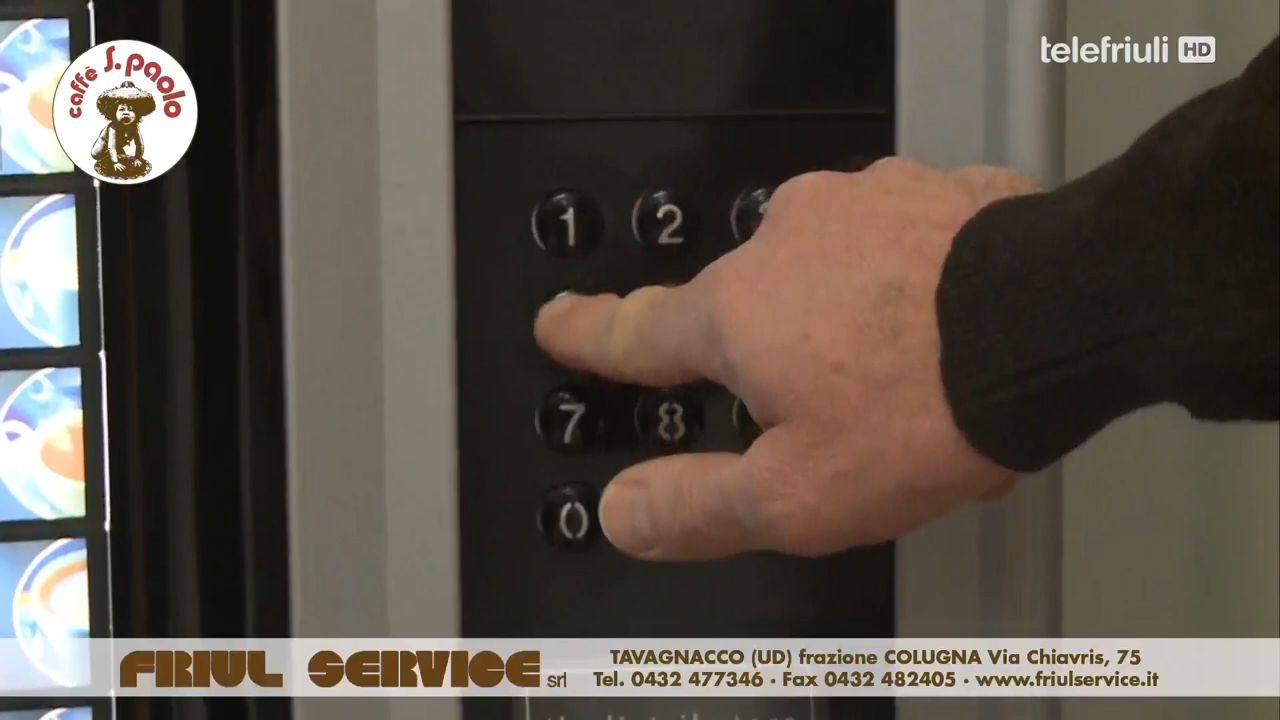 caffè S. Paolo
telefriuli HD
1 2
7 8
0
FRIUL SERVICE srl
TAVAGNACCO (UD) frazione COLUGNA Via Chiavris, 75
Tel. 0432 477346 · Fax 0432 482405 · www.friulservice.it